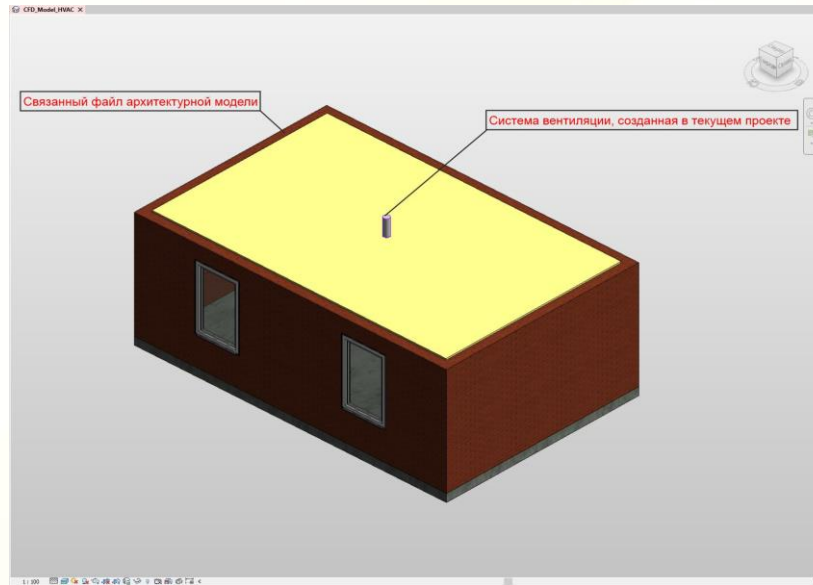 CFD_Model_HVAC
Связанный файл архитектурной модели
Система вентиляции, созданная в текущем проекте
1 : 100